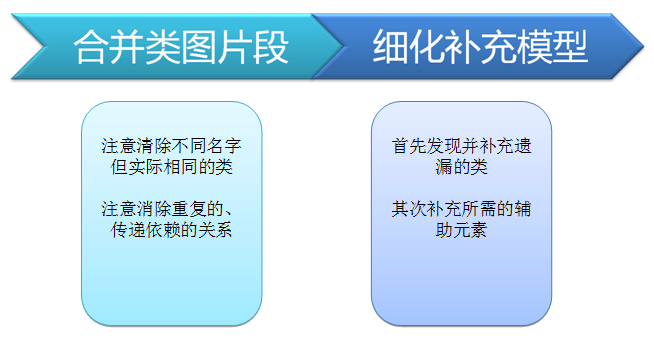 合并类图片段
细化补充模型
注意清除不同名字
但实际相同的类
注意消除重复的、
传递依赖的关系
首先发现并补充遗
漏的类
其次补充所需的辅
助元素